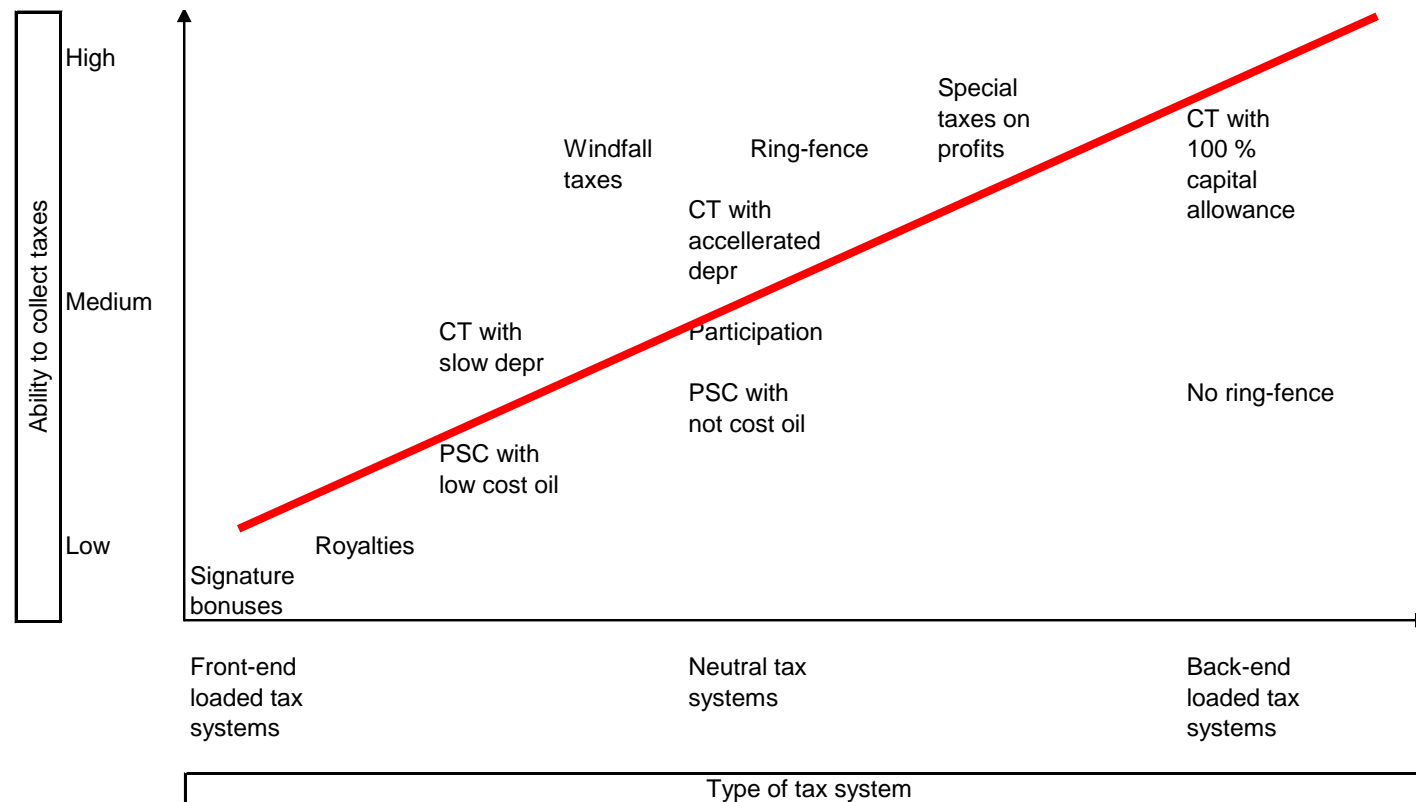 Ability to collect taxes
High
Medium
Low
Special
taxes on
profits
CT with
100 %
capital
allowance
Windfall
taxes
Ring-fence
CT with
accellerated
depr
CT with
slow depr
Participation
PSC with
not cost oil
No ring-fence
PSC with
low cost oil
Royalties
Signature
bonuses
Front-end
loaded tax
systems
Neutral tax
systems
Back-end
loaded tax
systems
Type of tax system